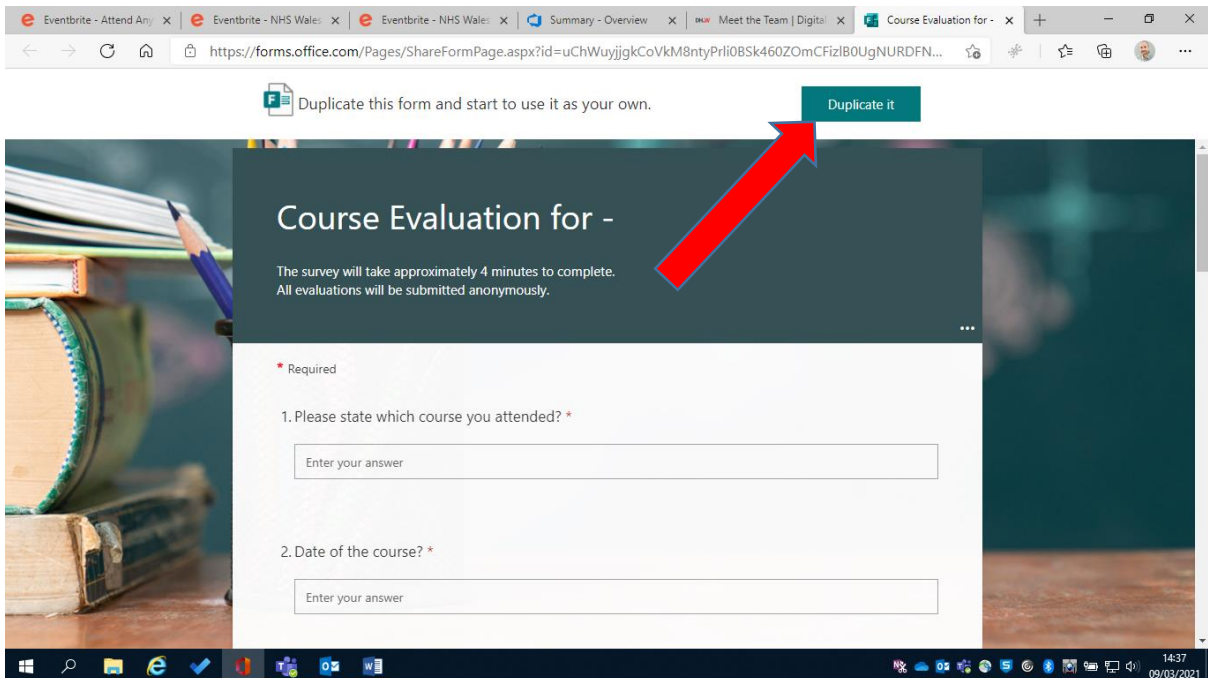 Eventbrite - Attend Any
Eventbrite - NHS Wales
Eventbrite - NHS Wales
Summary - Overview
Meet the Team | Digital
Course Evaluation for -
https://forms.office.com/Pages/ShareFormPage.aspx?id=uChWuyjjgkCoVkM8ntyPrli0BSk460ZOmCFizlB0UgNURDFN...
Duplicate this form and start to use it as your own.
Duplicate it
Course Evaluation for -
The survey will take approximately 4 minutes to complete.
All evaluations will be submitted anonymously.
* Required
1. Please state which course you attended? *
Enter your answer
2. Date of the course? *
Enter your answer
14:37
09/03/2021